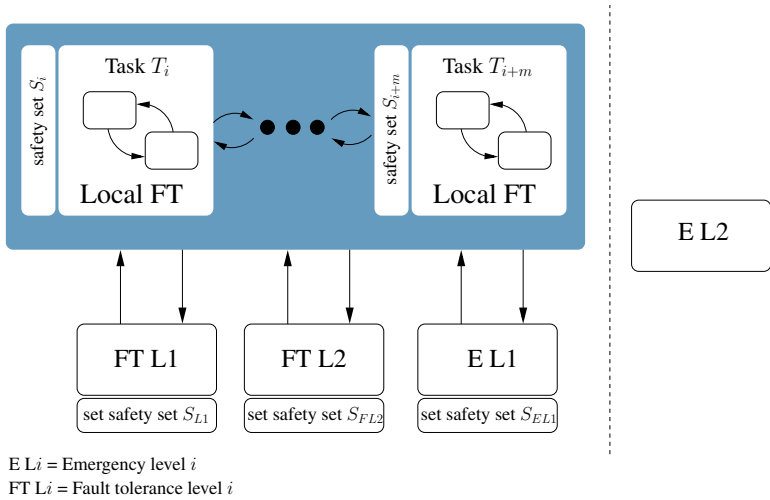 safety set S_i
Task T_i
Local FT
safety set S_{i+m}
Task T_{i+m}
Local FT
E L2
FT L1
FT L2
E L1
set safety set S_{L1}
set safety set S_{FL2}
set safety set S_{EL1}
E Li = Emergency level i
FT Li = Fault tolerance level i